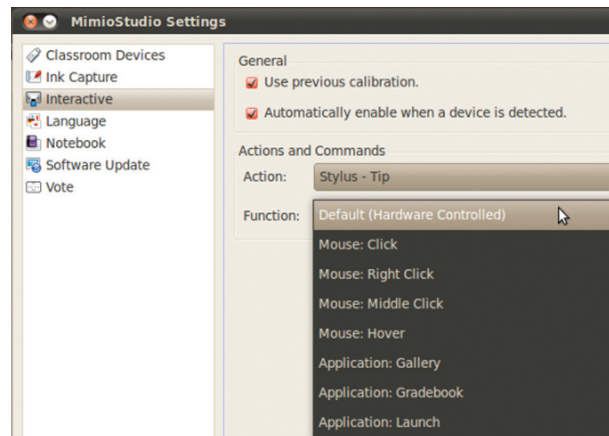 MimioStudio Settings
Classroom Devices
Ink Capture
Interactive
Language
Notebook
Software Update
Vote
General
Use previous calibration.
Automatically enable when a device is detected.
Actions and Commands
Action: Stylus - Tip
Function: Default (Hardware Controlled)
Mouse: Click
Mouse: Right Click
Mouse: Middle Click
Mouse: Hover
Application: Gallery
Application: Gradebook
Application: Launch